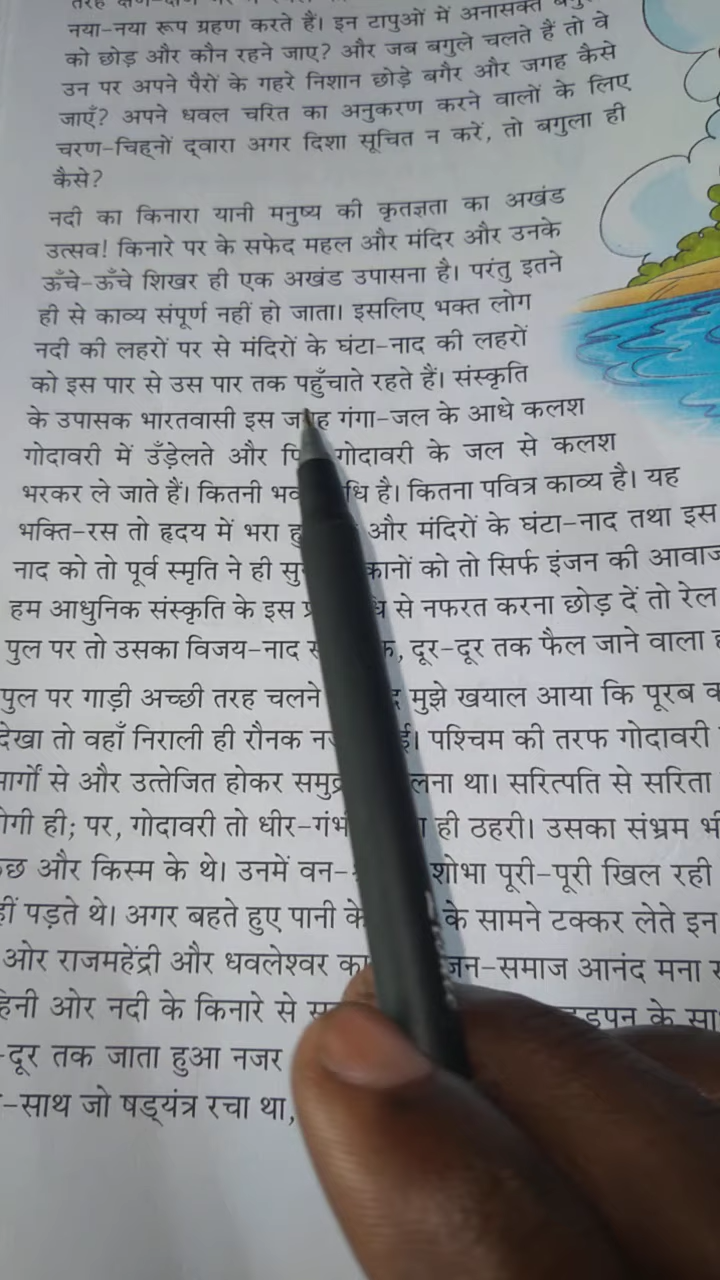 नया-नया रूप ग्रहण करते हैं। इन टापुओं में अनासक्त
को छोड़ और कौन रहने जाए? और जब बगुले चलते हैं तो वे
उन पर अपने पैरों के गहरे निशान छोड़े बगैर और जगह कैसे
जाएँ? अपने धवल चरित का अनुकरण करने वालों के लिए
चरण-चिह्नों द्वारा अगर दिशा सूचित न करें, तो बगुला ही
कैसे?
नदी का किनारा यानी मनुष्य की कृतज्ञता का अखंड
उत्सव! किनारे पर के सफेद महल और मंदिर और उनके
ऊँचे-ऊँचे शिखर ही एक अखंड उपासना है। परंतु इतने
ही से काव्य संपूर्ण नहीं हो जाता। इसलिए भक्त लोग
नदी की लहरों पर से मंदिरों के घंटा-नाद की लहरों
को इस पार से उस पार तक पहुँचाते रहते हैं। संस्कृति
के उपासक भारतवासी इस गंगा-जल के आधे कलश
गोदावरी में उँड़ेलते और गोदावरी के जल से कलश
भरकर ले जाते हैं। कितनी है। कितना पवित्र काव्य है। यह
भक्ति-रस तो हृदय में भरा और मंदिरों के घंटा-नाद तथा इस
नाद को तो पूर्व स्मृति ने ही कानों को तो सिर्फ इंजन की
हम आधुनिक संस्कृति के इस से नफरत करना छोड़ दें तो रेल
पुल पर तो उसका विजय-नाद दूर-दूर तक फैल जाने वाला
पुल पर गाड़ी अच्छी तरह चलने मुझे खयाल आया कि पूरब
देखा तो वहाँ निराली ही रौनक पश्चिम की तरफ गोदावरी
से और उत्तेजित होकर था। सरित्पति से सरिता
ही; पर, गोदावरी तो ही ठहरी। उसका संभ्रम
और किस्म के थे। उनमें शोभा पूरी-पूरी खिल रही
पड़ते थे। अगर बहते हुए पानी के के सामने टक्कर लेते इन
ओर राजमहेंद्री और धवलेश्वर जन-समाज आनंद मना
ओर नदी के किनारे से के
-दूर तक जाता हुआ नजर
-साथ जो षड्यंत्र रचा था,